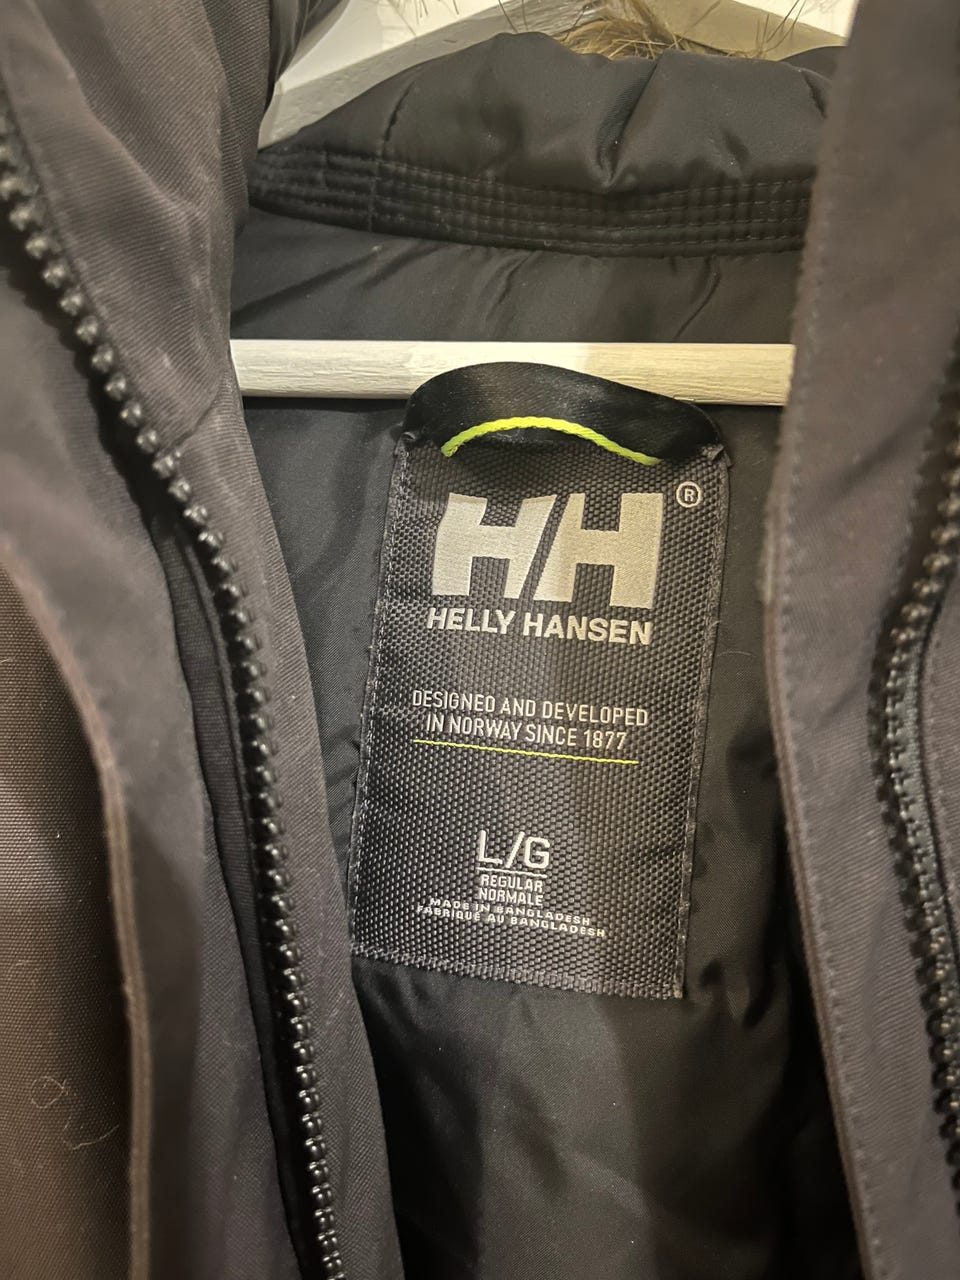 HH®
HELLY HANSEN
DESIGNED AND DEVELOPED
IN NORWAY SINCE 1877
L/G
REGULAR
NORMALE
MADE IN BANGLADESH
FABRIQUÉ AU BANGLADESH